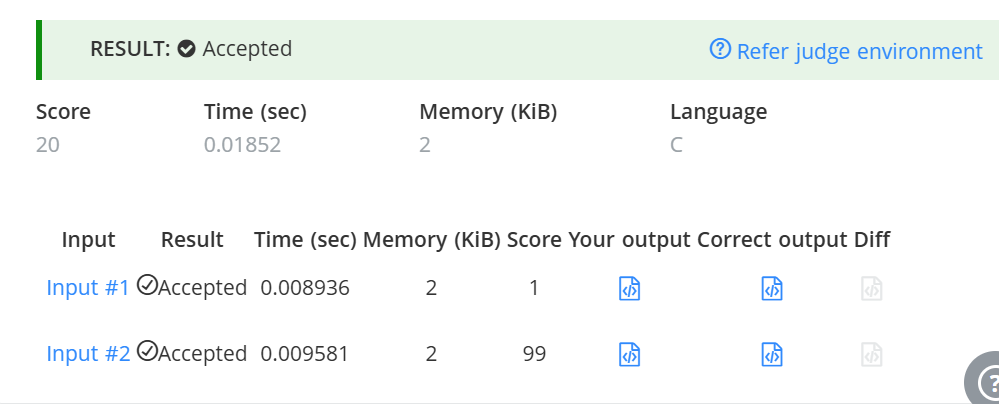 RESULT: Accepted
Refer judge environment
Score Time (sec) Memory (KiB) Language
20 0.01852 2 C
Input Result Time (sec) Memory (KiB) Score Your output Correct output Diff
Input #1 Accepted 0.008936 2 1
Input #2 Accepted 0.009581 2 99